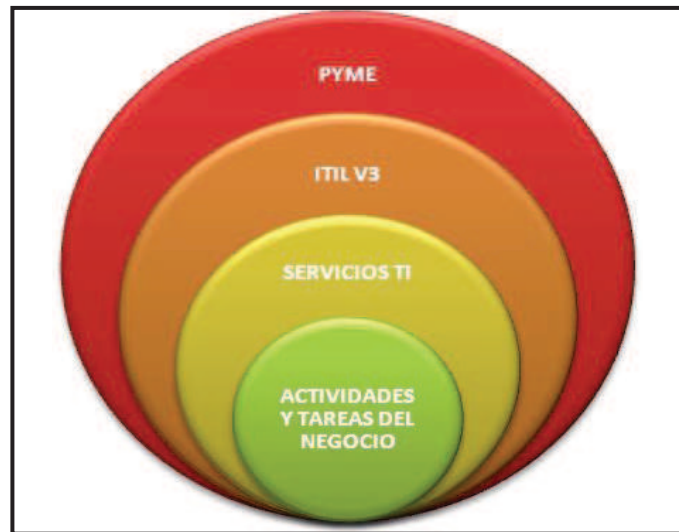 PYME
ITIL V3
SERVICIOS TI
ACTIVIDADES
Y TAREAS DEL
NEGOCIO